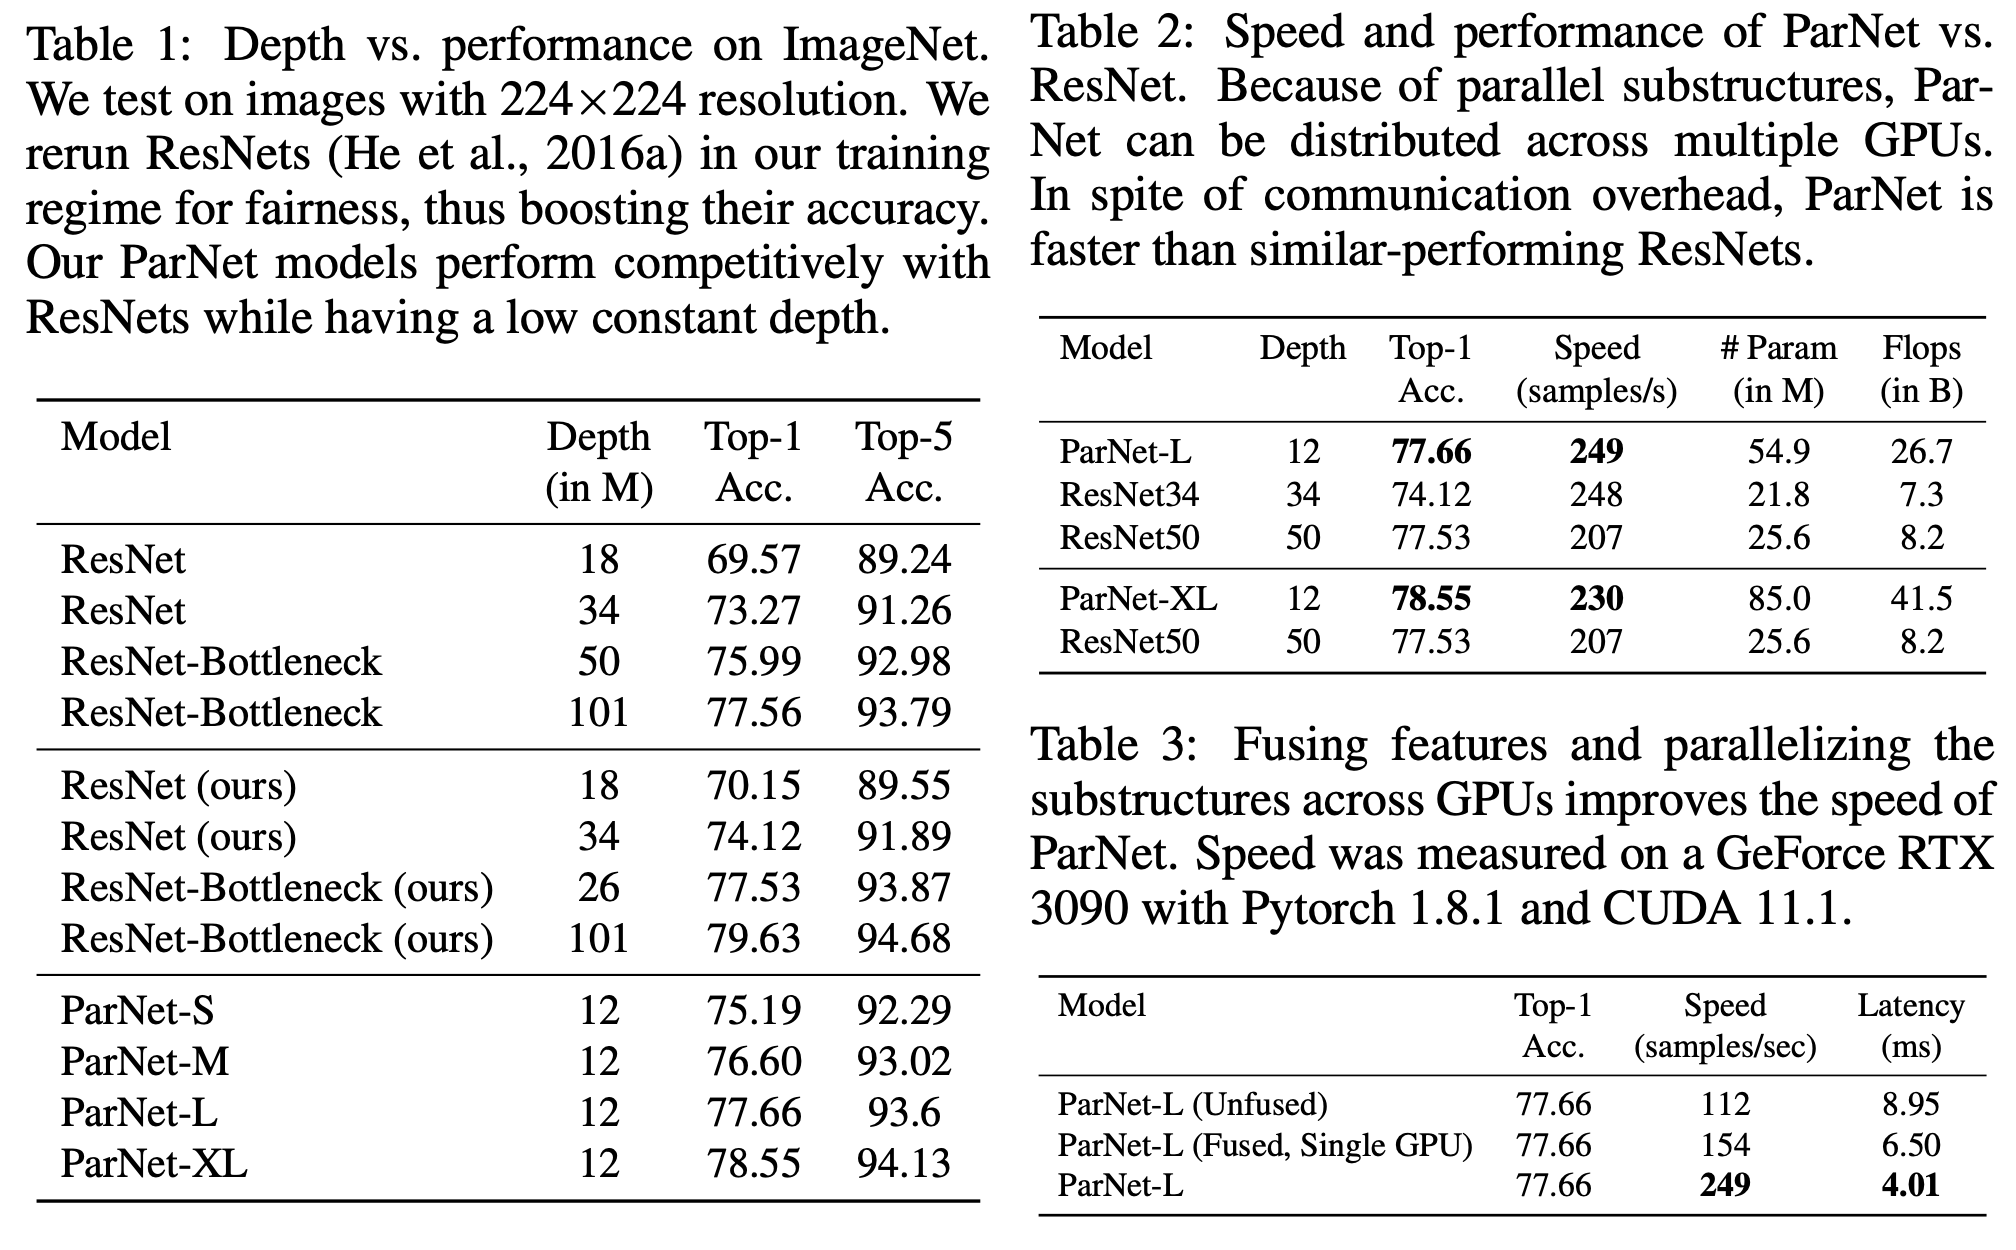 Table 1: Depth vs. performance on ImageNet.
We test on images with 224×224 resolution. We
rerun ResNets (He et al., 2016a) in our training
regime for fairness, thus boosting their accuracy.
Our ParNet models perform competitively with
ResNets while having a low constant depth.
Model Depth Top-1 Top-5
(in M) Acc. Acc.
ResNet 18 69.57 89.24
ResNet 34 73.27 91.26
ResNet-Bottleneck 50 75.99 92.98
ResNet-Bottleneck 101 77.56 93.79
ResNet (ours) 18 70.15 89.55
ResNet (ours) 34 74.12 91.89
ResNet-Bottleneck (ours) 26 77.53 93.87
ResNet-Bottleneck (ours) 101 79.63 94.68
ParNet-S 12 75.19 92.29
ParNet-M 12 76.60 93.02
ParNet-L 12 77.66 93.6
ParNet-XL 12 78.55 94.13
Table 2: Speed and performance of ParNet vs.
ResNet. Because of parallel substructures, Par-
Net can be distributed across multiple GPUs.
In spite of communication overhead, ParNet is
faster than similar-performing ResNets.
Model Depth Top-1 Speed # Param Flops
Acc. (samples/s) (in M) (in B)
ParNet-L 12 77.66 249 54.9 26.7
ResNet34 34 74.12 248 21.8 7.3
ResNet50 50 77.53 207 25.6 8.2
ParNet-XL 12 78.55 230 85.0 41.5
ResNet50 50 77.53 207 25.6 8.2
Table 3: Fusing features and parallelizing the
substructures across GPUs improves the speed of
ParNet. Speed was measured on a GeForce RTX
3090 with Pytorch 1.8.1 and CUDA 11.1.
Model Top-1 Speed Latency
Acc. (samples/sec) (ms)
ParNet-L (Unfused) 77.66 112 8.95
ParNet-L (Fused, Single GPU) 77.66 154 6.50
ParNet-L 77.66 249 4.01